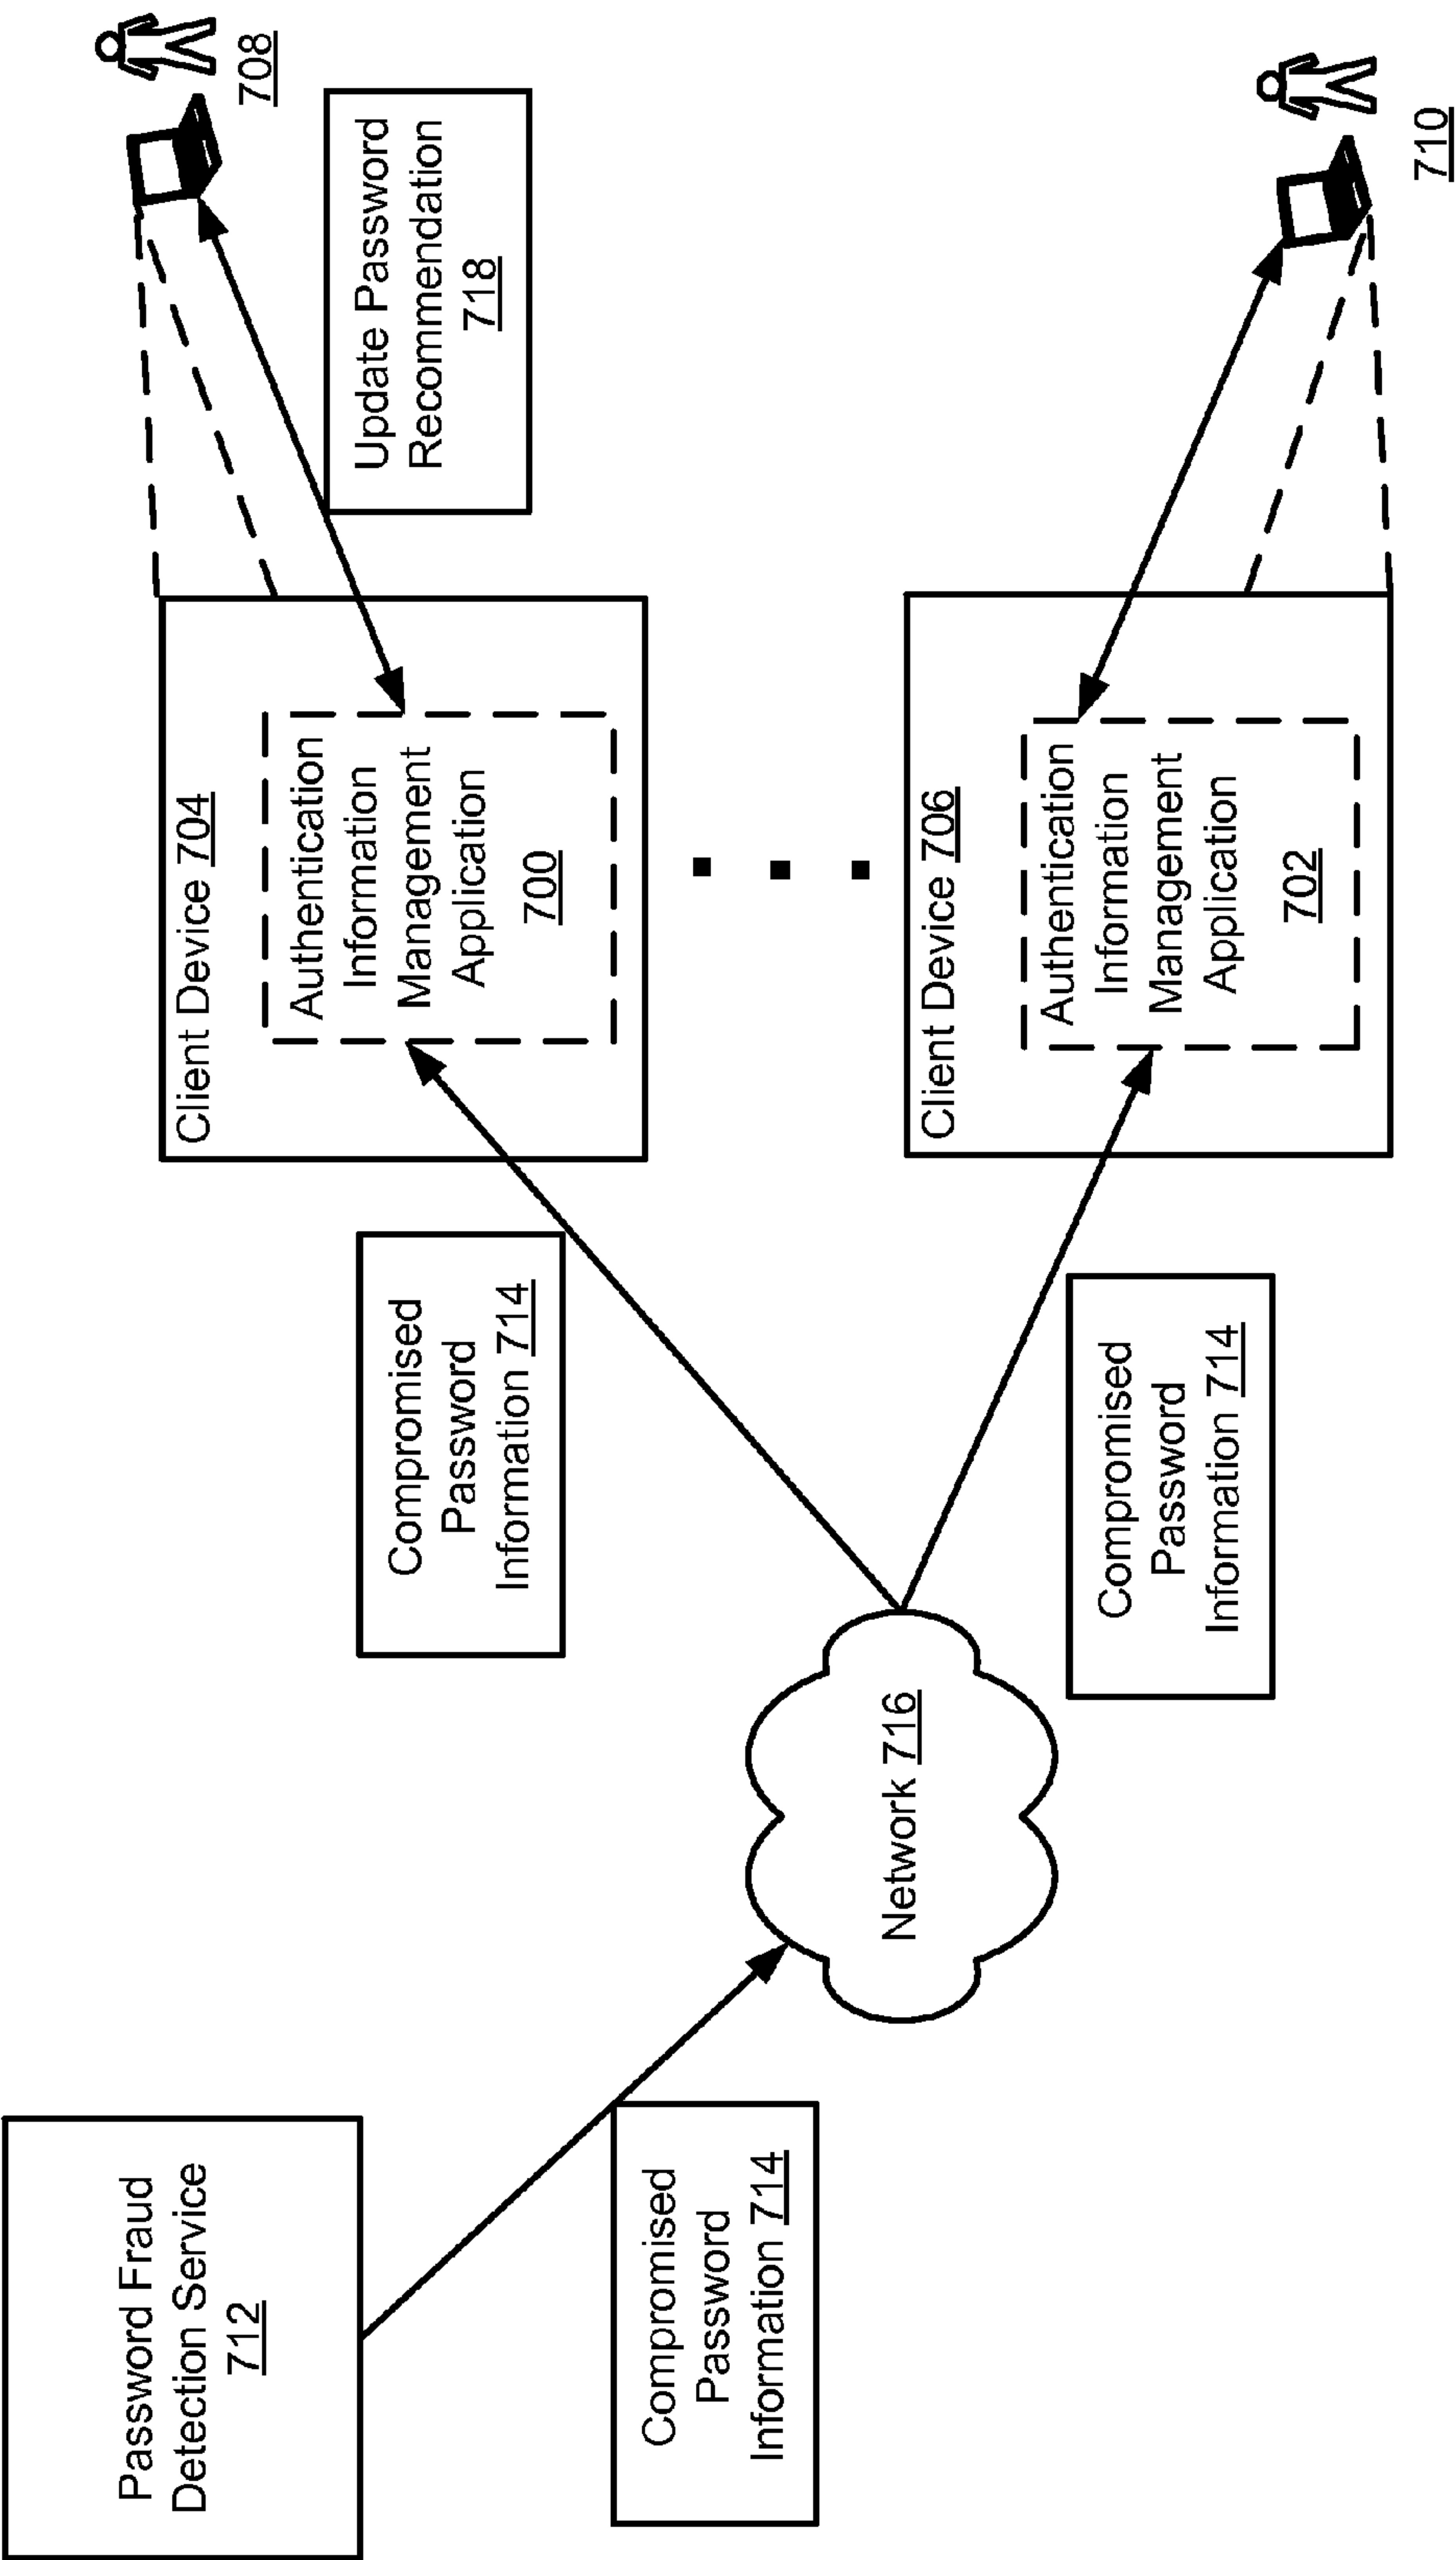 Password Fraud
Detection Service
712
Compromised
Password
Information 714
Network 716
Compromised
Password
Information 714
Compromised
Password
Information 714
Client Device 704
Authentication
Information
Management
Application
700
Client Device 706
Authentication
Information
Management
Application
702
Update Password
Recommendation
718
708
710